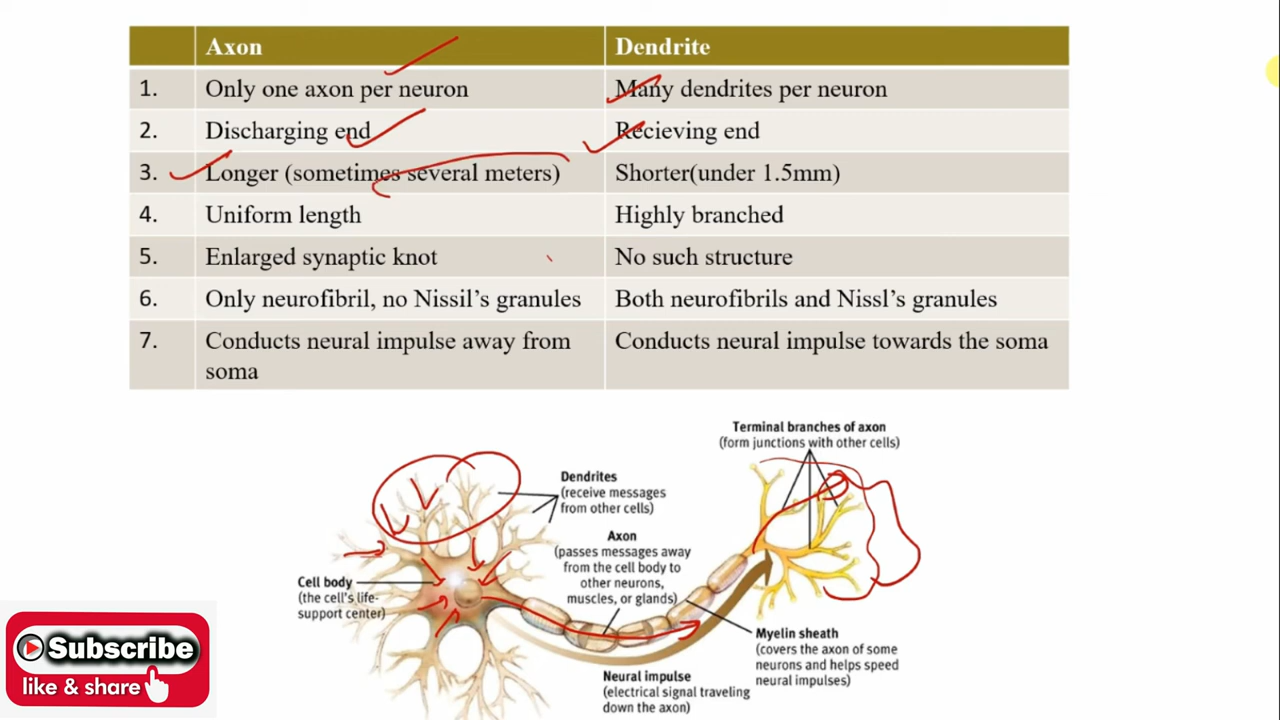 Axon Dendrite
1. Only one axon per neuron Many dendrites per neuron
2. Discharging end Recieving end
3. Longer (sometimes several meters) Shorter(under 1.5mm)
4. Uniform length Highly branched
5. Enlarged synaptic knot No such structure
6. Only neurofibril, no Nissil's granules Both neurofibrils and Nissl's granules
7. Conducts neural impulse away from Conducts neural impulse towards the soma
soma
Terminal branches of axon
(form junctions with other cells)
Dendrites
(receive messages
from other cells)
Axon
(passes messages away
from the cell body to
other neurons,
muscles, or glands)
Cell body
(the cell's life-
support center)
Myelin sheath
(covers the axon of some
neurons and helps speed
neural impulses)
Neural impulse
(electrical signal traveling
down the axon)
Subscribe
like & share